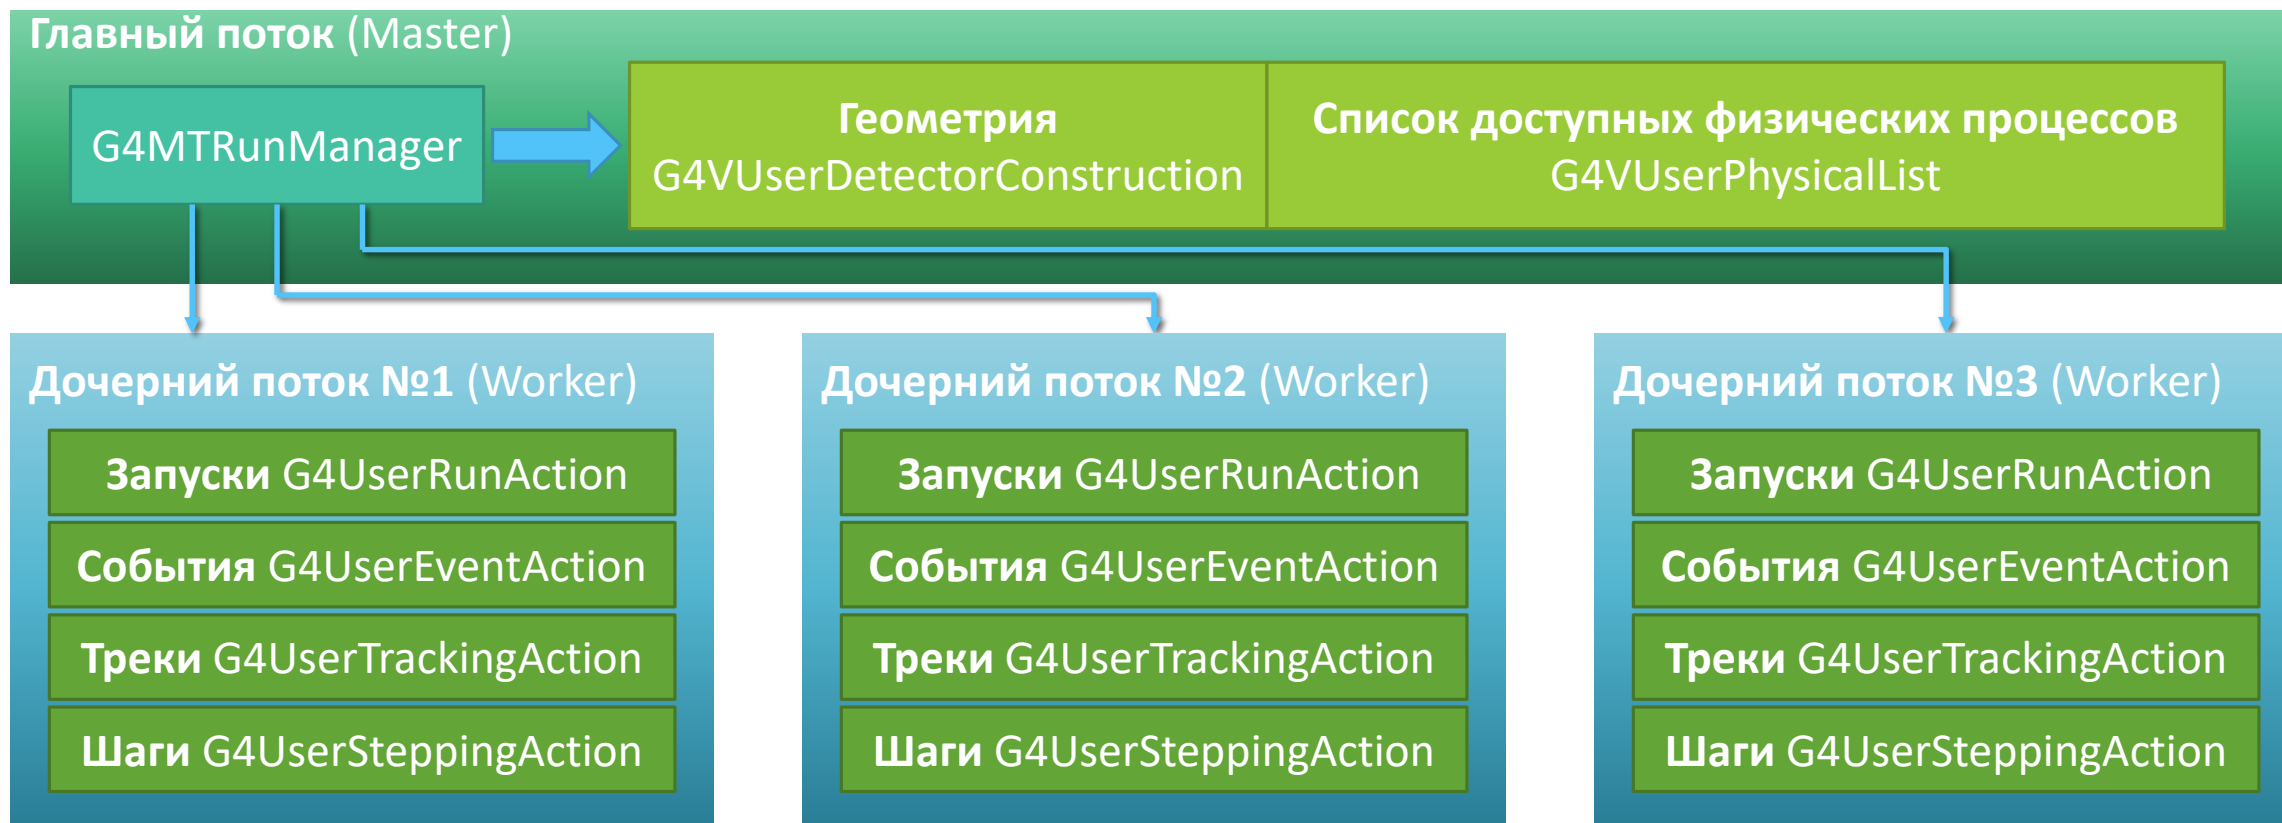 Главный поток (Master)
G4MTRunManager
Геометрия
G4VUserDetectorConstruction
Список доступных физических процессов
G4VUserPhysicalList
Дочерний поток №1 (Worker)
Запуски G4UserRunAction
События G4UserEventAction
Треки G4UserTrackingAction
Шаги G4UserSteppingAction
Дочерний поток №2 (Worker)
Запуски G4UserRunAction
События G4UserEventAction
Треки G4UserTrackingAction
Шаги G4UserSteppingAction
Дочерний поток №3 (Worker)
Запуски G4UserRunAction
События G4UserEventAction
Треки G4UserTrackingAction
Шаги G4UserSteppingAction